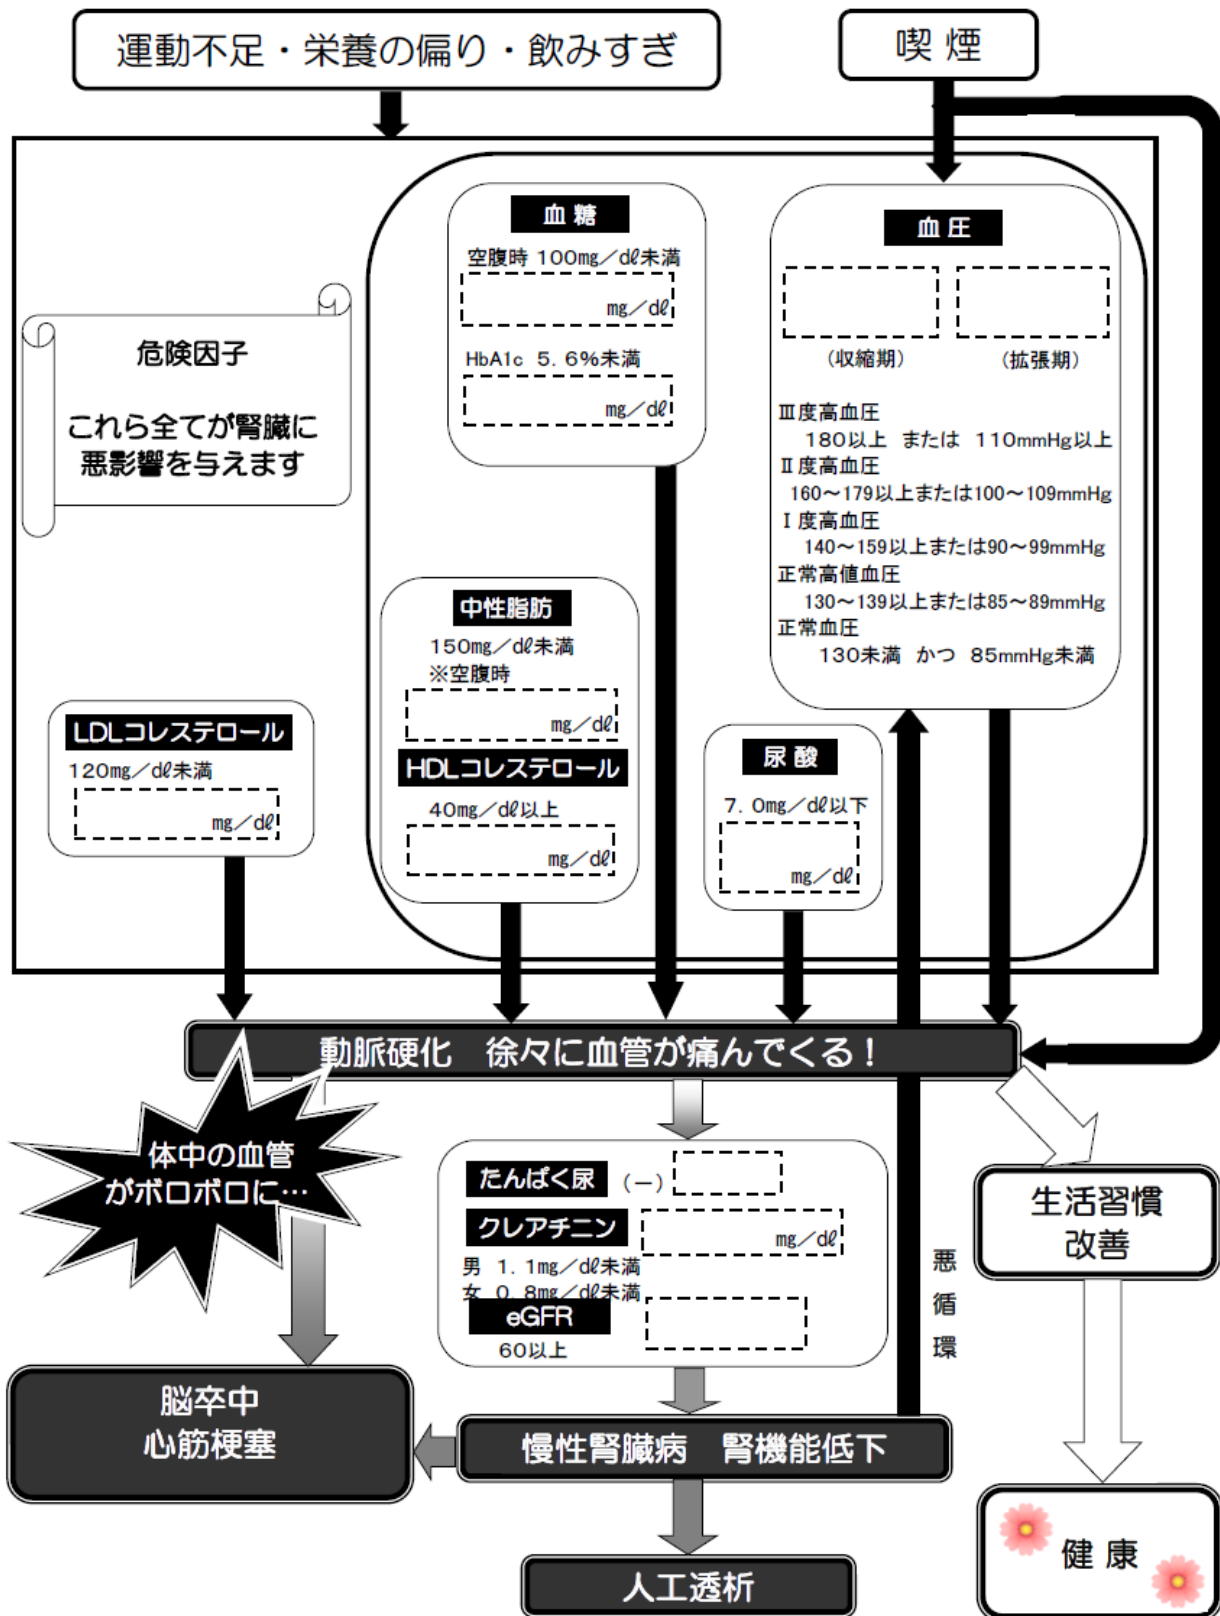 運動不足・栄養の偏り・飲みすぎ
喫 煙
血 糖
空腹時 100㎎/㎗未満
㎎/㎗
HbA1c 5. 6%未満
㎎/㎗
血 圧
(収縮期)
(拡張期)
Ⅲ度高血圧
180以上 または 110mmHg以上
Ⅱ度高血圧
160～179以上または100～109mmHg
Ⅰ度高血圧
140～159以上または90～99mmHg
正常高値血圧
130～139以上または85～89mmHg
正常血圧
130未満 かつ 85mmHg未満
危険因子
これら全てが腎臓に
悪影響を与えます
中性脂肪
150㎎/㎗未満
※空腹時
㎎/㎗
HDLコレステロール
40㎎/㎗以上
㎎/㎗
LDLコレステロール
120㎎/㎗未満
㎎/㎗
尿 酸
7. 0㎎/㎗以下
㎎/㎗
動脈硬化 徐々に血管が痛んでくる！
体中の血管
がボロボロに…
たんぱく尿 (－)
クレアチニン
㎎/㎗
男 1. 1㎎/㎗未満
女 0. 8㎎/㎗未満
eGFR
60以上
悪循環
生活習慣
改善
脳卒中
心筋梗塞
慢性腎臓病 腎機能低下
人工透析
健 康